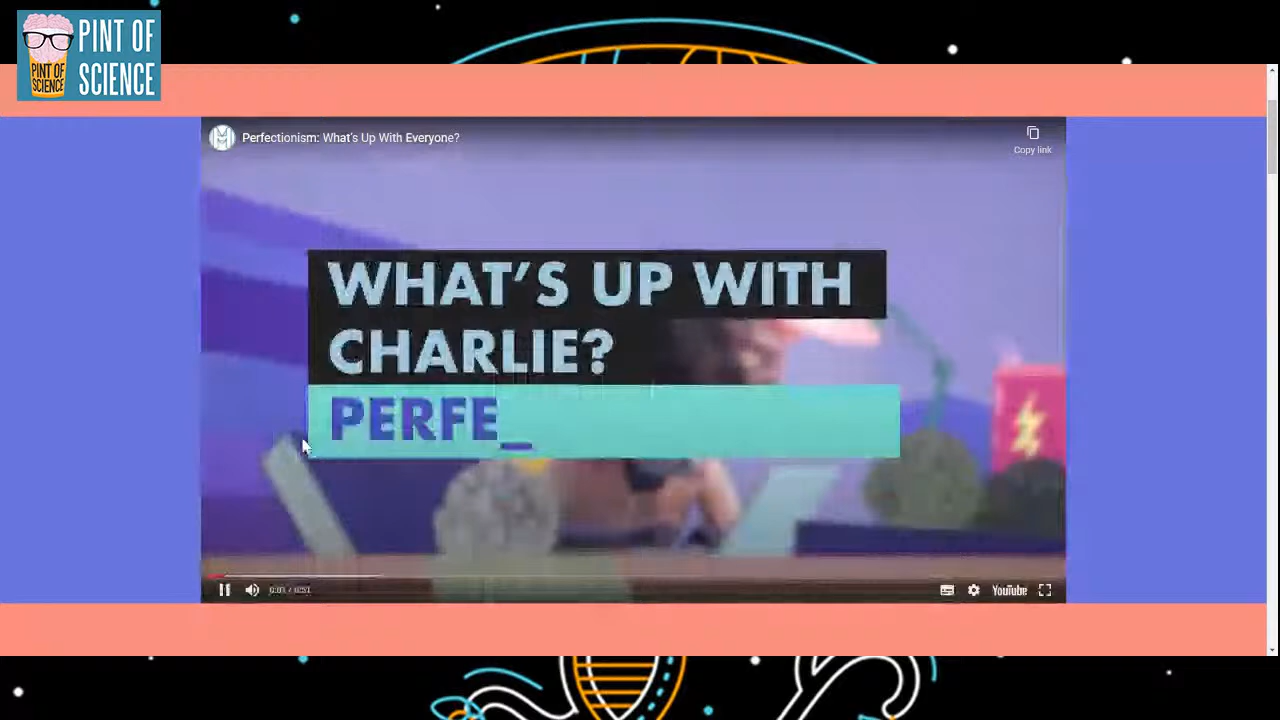 PINT OF
SCIENCE
PINT OF
SCIENCE
Perfectionism: What's Up With Everyone?
Copy link
WHAT'S UP WITH
CHARLIE?
PERFE_
YouTube